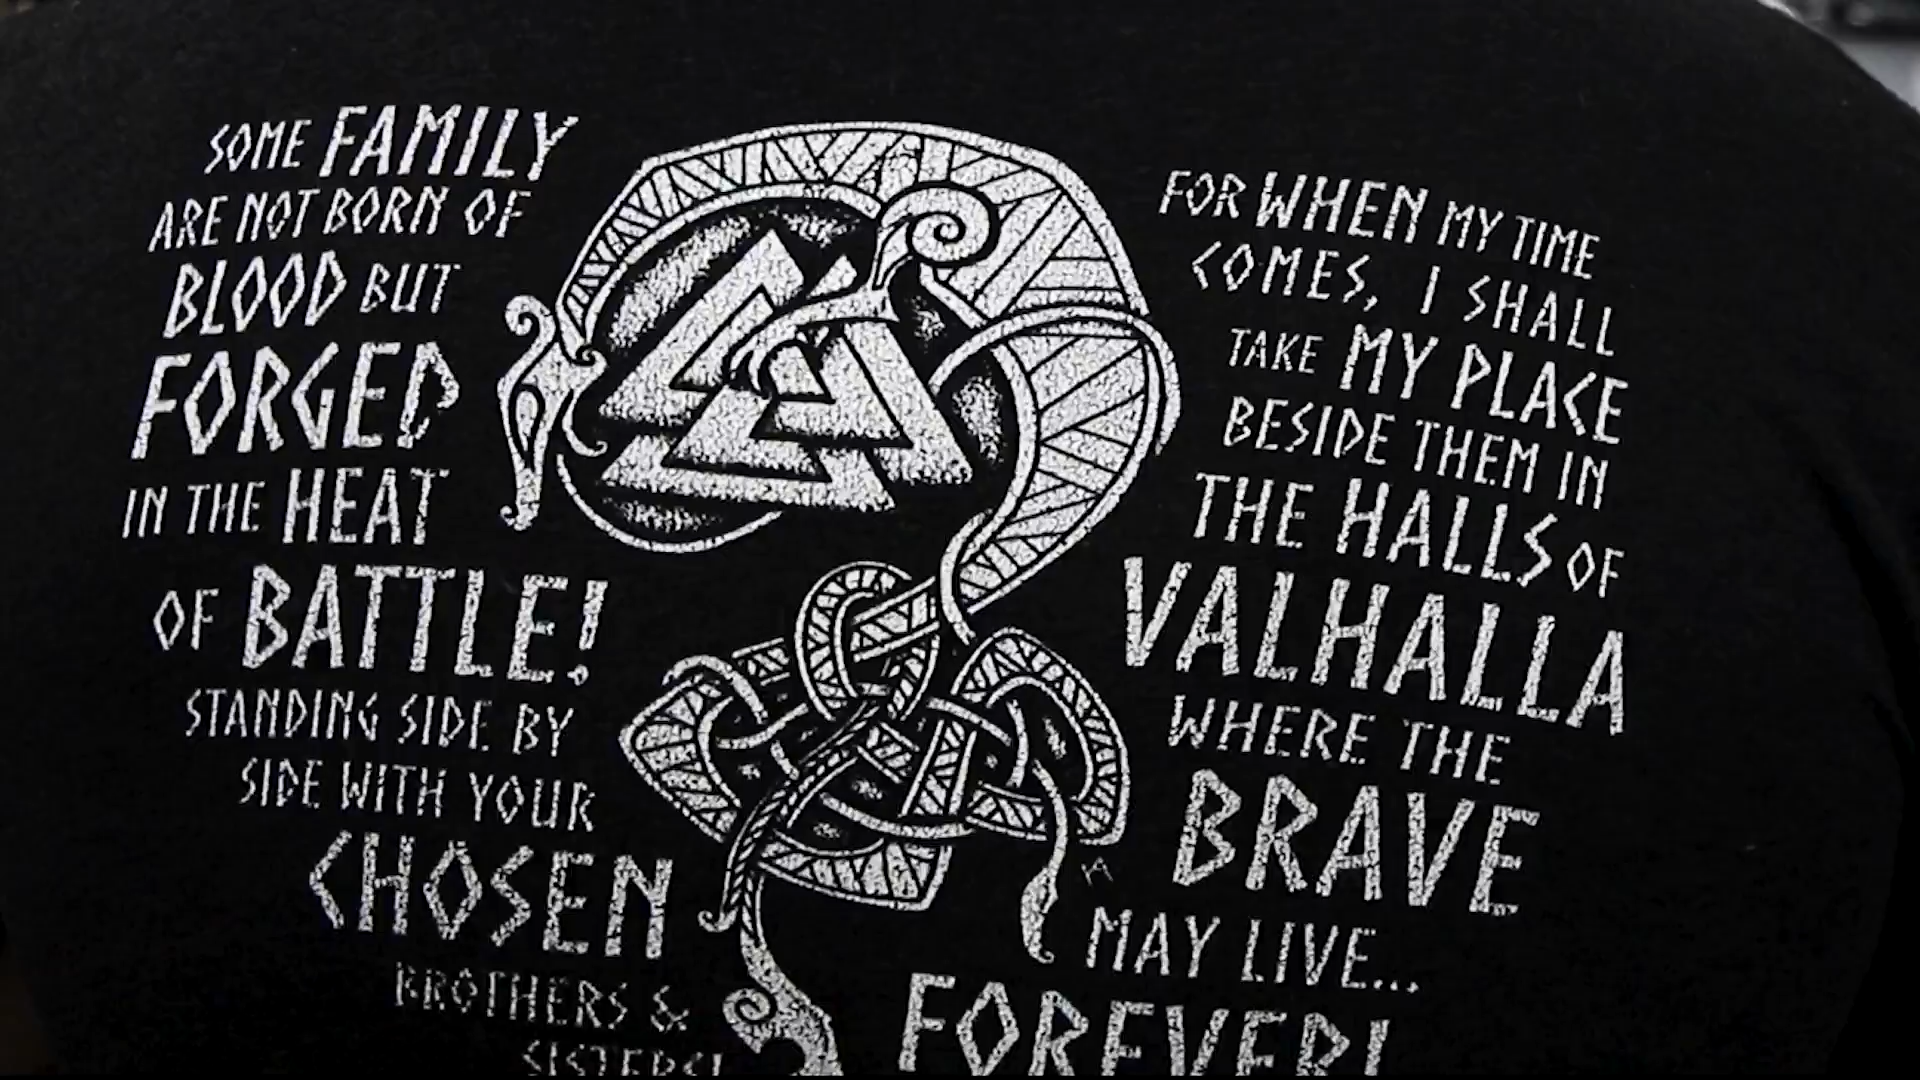 SOME FAMILY
ARE NOT BORN OF
BLOOD BUT
FORGED
IN THE HEAT
OF BATTLE!
STANDING SIDE BY
SIDE WITH YOUR
CHOSEN
BROTHERS &
SISTERS!
FOR WHEN MY TIME
COMES, I SHALL
TAKE MY PLACE
BESIDE THEM IN
THE HALLS OF
VALHALLA
WHERE THE
BRAVE
MAY LIVE...
FOREVER!